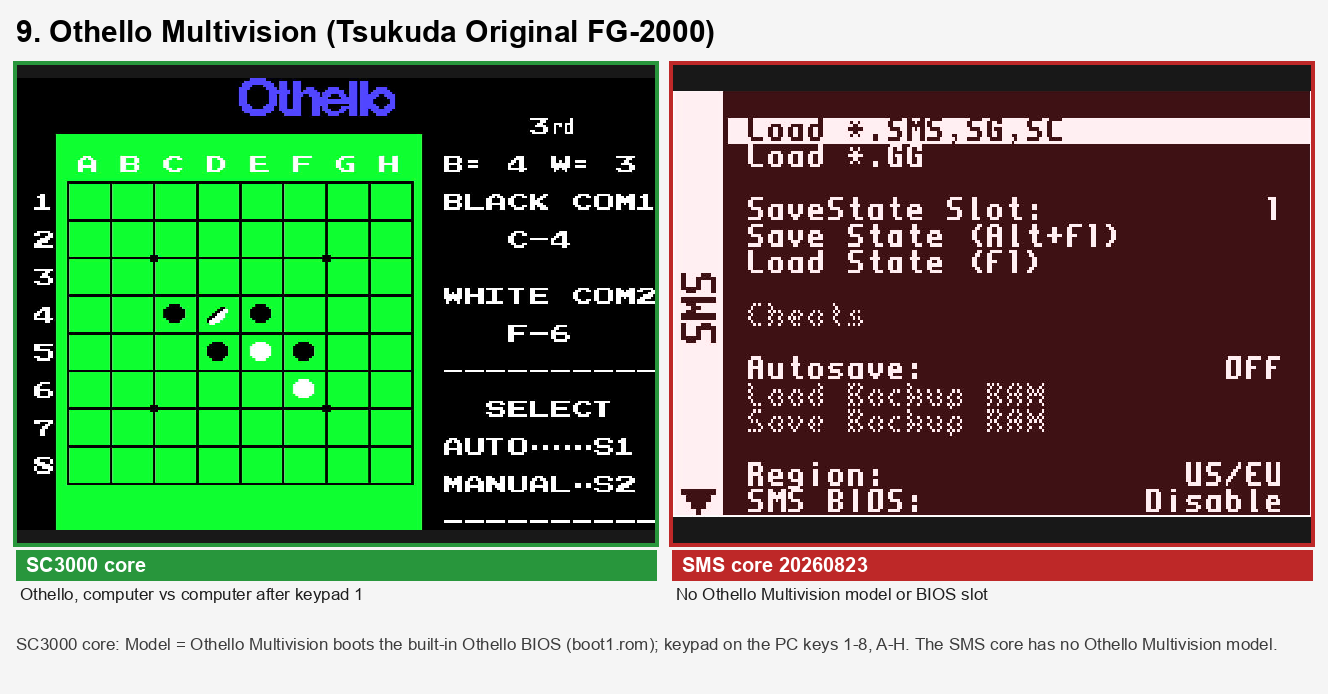 9. Othello Multivision (Tsukuda Original FG-2000)
Othello
3rd
A B C D E F G H
B= 4 W= 3
1
BLACK COM1
2
C-4
3
WHITE COM2
4
F-6
5
6
SELECT
7
AUTO······S1
8
MANUAL··S2
SMS
Load *.SMS,SG,SC
Load *.GG
SaveState Slot: 1
Save State (Alt+F1)
Load State (F1)
Cheats
Autosave: OFF
Load Backup RAM
Save Backup RAM
Region: US/EU
SMS BIOS: Disable
SC3000 core
SMS core 20260823
Othello, computer vs computer after keypad 1
No Othello Multivision model or BIOS slot
SC3000 core: Model = Othello Multivision boots the built-in Othello BIOS (boot1.rom); keypad on the PC keys 1-8, A-H. The SMS core has no Othello Multivision model.